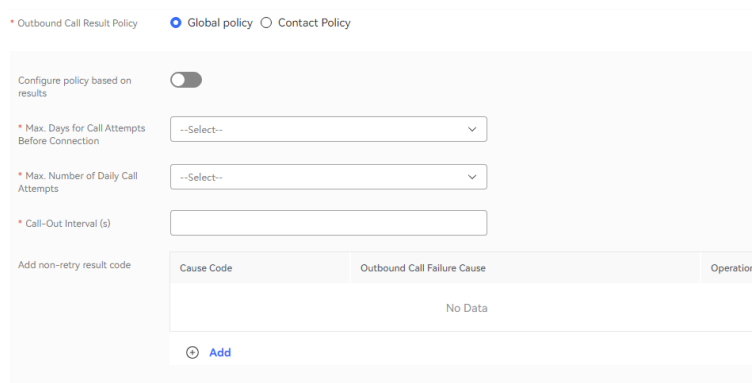 * Outbound Call Result Policy Global policy Contact Policy
Configure policy based on
results
* Max. Days for Call Attempts
Before Connection
--Select--
* Max. Number of Daily Call
Attempts
--Select--
* Call-Out Interval (s)
Add non-retry result code
Cause Code Outbound Call Failure Cause Operation
No Data
Add